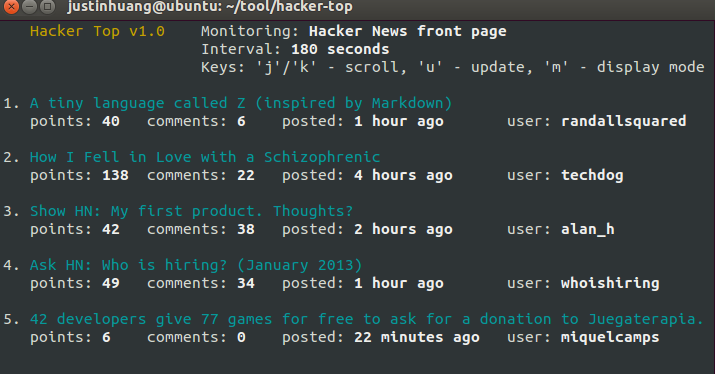 justinhuang@ubuntu: ~/tool/hacker-top
Hacker Top v1.0 Monitoring: Hacker News front page
Interval: 180 seconds
Keys: 'j'/'k' - scroll, 'u' - update, 'm' - display mode
1. A tiny language called Z (inspired by Markdown)
points: 40 comments: 6 posted: 1 hour ago user: randallsquared
2. How I Fell in Love with a Schizophrenic
points: 138 comments: 22 posted: 4 hours ago user: techdog
3. Show HN: My first product. Thoughts?
points: 42 comments: 38 posted: 2 hours ago user: alan_h
4. Ask HN: Who is hiring? (January 2013)
points: 49 comments: 34 posted: 1 hour ago user: whoishiring
5. 42 developers give 77 games for free to ask for a donation to Juegaterapia.
points: 6 comments: 0 posted: 22 minutes ago user: miquelcamps